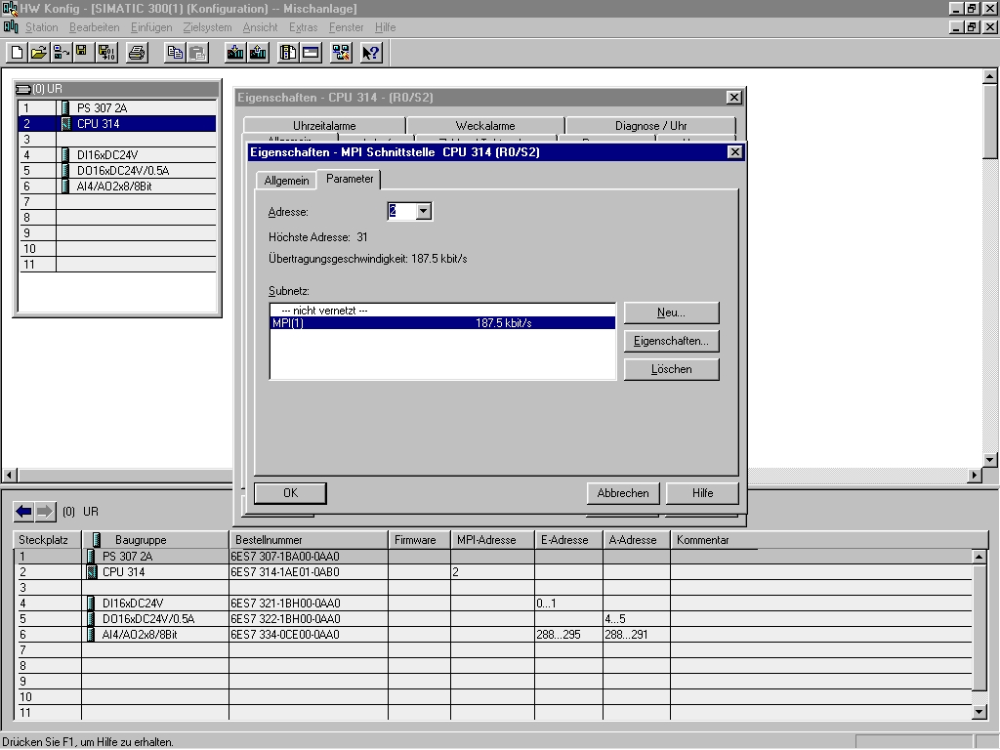 HW Konfig - [SIMATIC 300(1) (Konfiguration) -- Mischanlage]
Station Bearbeiten Einfügen Zielsystem Ansicht Extras Fenster Hilfe
(0) UR
1 PS 307 2A
2 CPU 314
3
4 DI16xDC24V
5 DO16xDC24V/0.5A
6 AI4/AO2x8/8Bit
7
8
9
10
11
Eigenschaften - CPU 314 - (R0/S2)
Uhrzeitalarme Weckalarme Diagnose / Uhr
Eigenschaften - MPI Schnittstelle CPU 314 (R0/S2)
Allgemein Parameter
Adresse: 2
Höchste Adresse: 31
Übertragungsgeschwindigkeit: 187.5 kbit/s
Subnetz:
--- nicht vernetzt ---
MPI(1) 187.5 kbit/s
Neu...
Eigenschaften...
Löschen
OK Abbrechen Hilfe
(0) UR
Steckplatz Baugruppe Bestellnummer Firmware MPI-Adresse E-Adresse A-Adresse Kommentar
1 PS 307 2A 6ES7 307-1BA00-0AA0
2 CPU 314 6ES7 314-1AE01-0AB0 2
3
4 DI16xDC24V 6ES7 321-1BH00-0AA0 0...1
5 DO16xDC24V/0.5A 6ES7 322-1BH00-0AA0 4...5
6 AI4/AO2x8/8Bit 6ES7 334-0CE00-0AA0 288...295 288...291
7
8
9
10
11
Drücken Sie F1, um Hilfe zu erhalten.